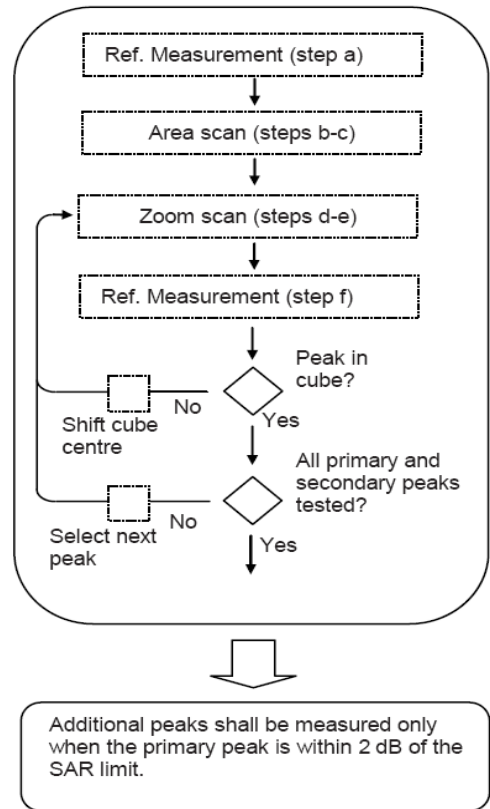 Ref. Measurement (step a)
Area scan (steps b-c)
Zoom scan (steps d-e)
Ref. Measurement (step f)
Peak in
cube?
No
Yes
Shift cube
centre
All primary and
secondary peaks
tested?
No
Yes
Select next
peak
Additional peaks shall be measured only
when the primary peak is within 2 dB of the
SAR limit.